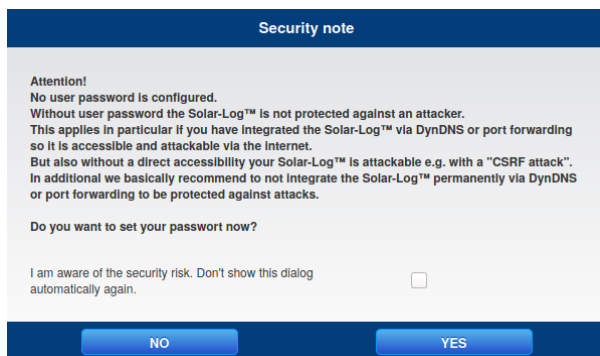 Security note
Attention!
No user password is configured.
Without user password the Solar-Log™ is not protected against an attacker.
This applies in particular if you have integrated the Solar-Log™ via DynDNS or port forwarding
so it is accessible and attackable via the internet.
But also without a direct accessibility your Solar-Log™ is attackable e.g. with a "CSRF attack".
In additional we basically recommend to not integrate the Solar-Log™ permanently via DynDNS
or port forwarding to be protected against attacks.
Do you want to set your passwort now?
I am aware of the security risk. Don't show this dialog
automatically again.
NO
YES